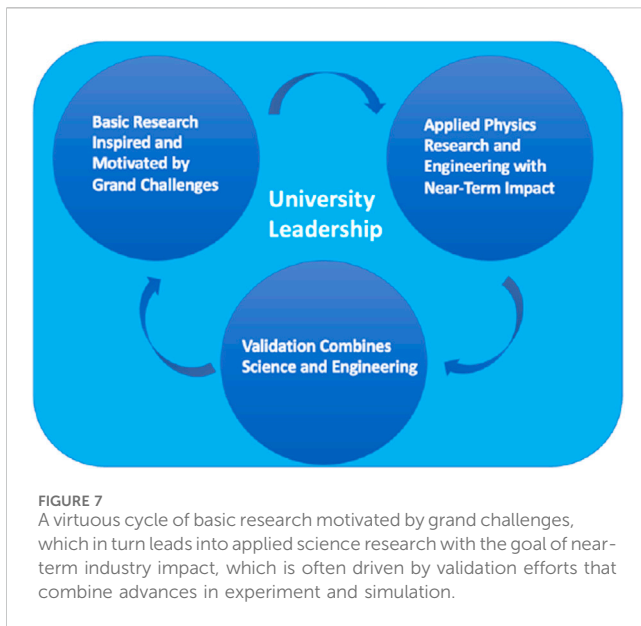 Basic Research
Inspired and
Motivated by
Grand Challenges
Applied Physics
Research and
Engineering with
Near-Term Impact
University
Leadership
Validation Combines
Science and Engineering
FIGURE 7
A virtuous cycle of basic research motivated by grand challenges,
which in turn leads into applied science research with the goal of near-
term industry impact, which is often driven by validation efforts that
combine advances in experiment and simulation.